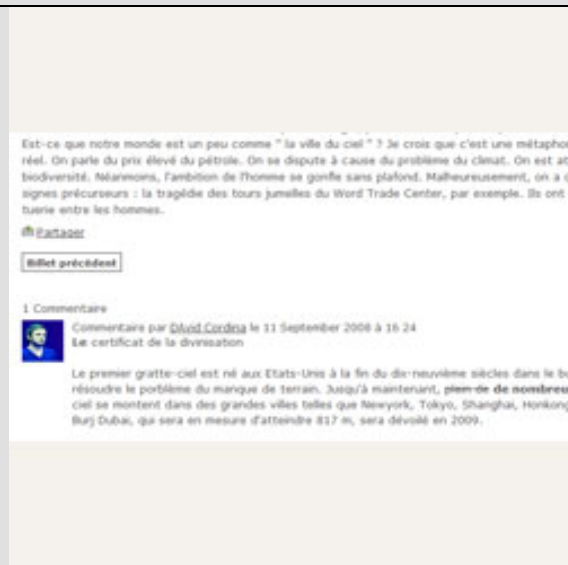 Est-ce que notre monde est un peu comme " la ville du ciel " ? Je crois que c'est une métaphor
réel. On parle du prix élevé du pétrole. On se dispute à cause du problème du climat. On est at
biodiversité. Néanmoins, l'ambition de l'homme se gonfle sans plafond. Malheureusement, on a
signes précurseurs : la tragédie des tours jumelles du Word Trade Center, par exemple. Ils ont
tuerie entre les hommes.
Partager
Billet précédent
1 Commentaire
Commentaire par David Cordina le 11 September 2008 à 16 24
Le certificat de la divinisation
Le premier gratte-ciel est né aux Etats-Unis à la fin du dix-neuvième siècles dans le bu
résoudre le porblème du manque de terrain. Jusqu'à maintenant, plein de de nombreu
ciel se montent dans des grandes villes telles que Newyork, Tokyo, Shanghai, Honkong
Burj Dubai, qui sera en mesure d'atteindre 817 m, sera dévoilé en 2009.